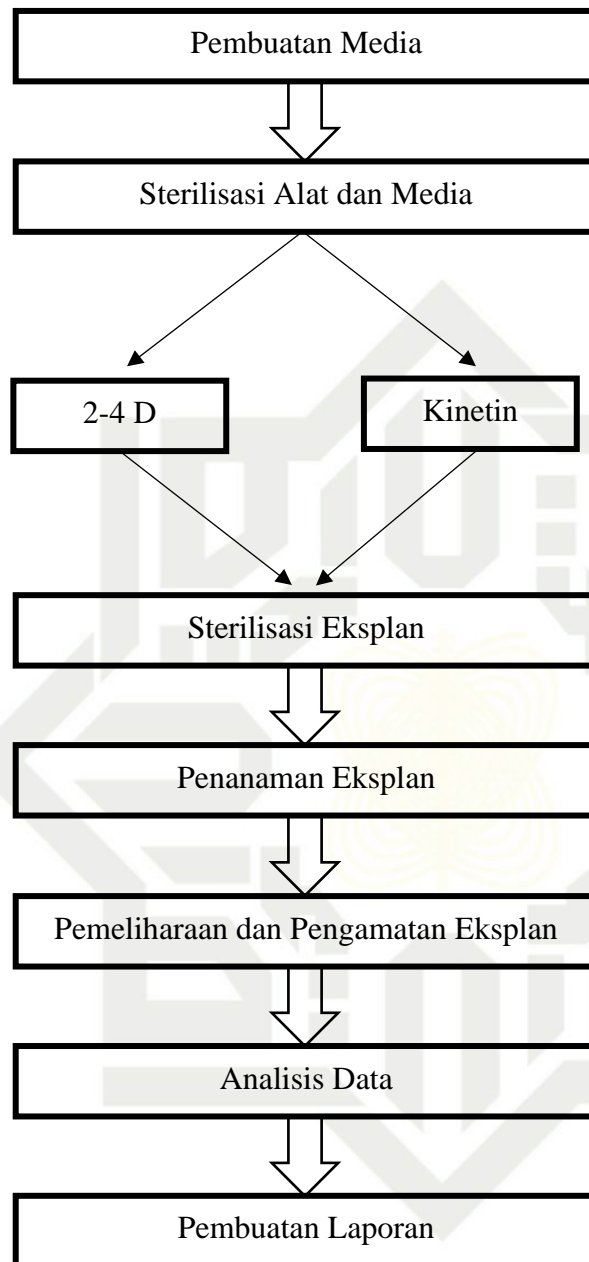 Pembuatan Media
Sterilisasi Alat dan Media
2-4 D
Kinetin
Sterilisasi Eksplan
Penanaman Eksplan
Pemeliharaan dan Pengamatan Eksplan
Analisis Data
Pembuatan Laporan